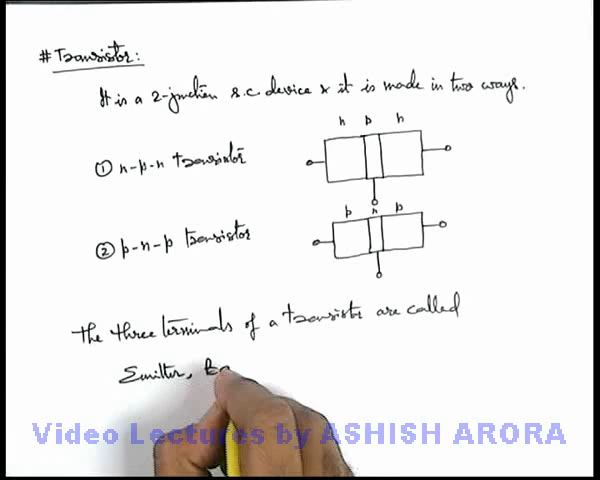 # Transistor:
It is a 2-junction s.c. device & it is made in two ways.
n p n
① n-p-n transistor
p n p
② p-n-p transistor
The three terminals of a transistor are called
Emitter, Ba
Video Lectures by ASHISH ARORA